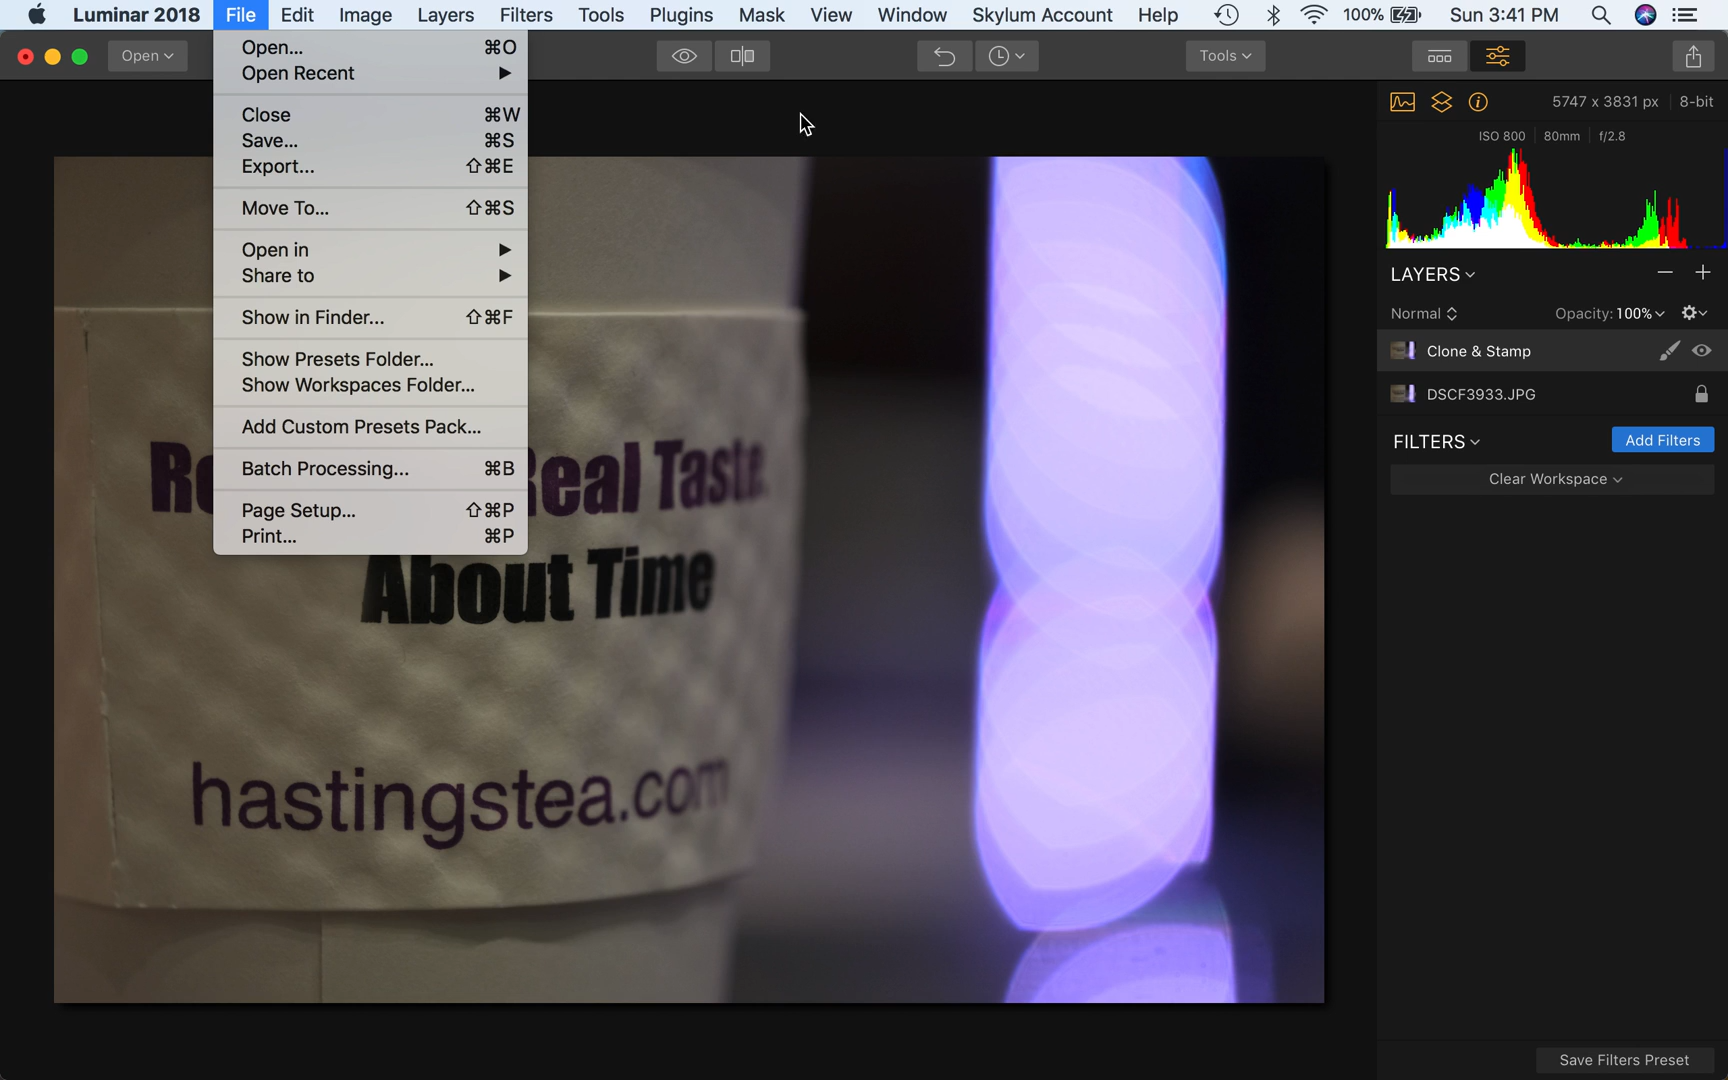 Luminar 2018 File Edit Image Layers Filters Tools Plugins Mask View Window Skylum Account Help 100% Sun 3:41 PM
Open Tools
Open... ⌘O
Open Recent
Close ⌘W
Save... ⌘S
Export... ⇧⌘E
Move To... ⇧⌘S
Open in
Share to
Show in Finder... ⇧⌘F
Show Presets Folder...
Show Workspaces Folder...
Add Custom Presets Pack...
Batch Processing... ⌘B
Page Setup... ⇧⌘P
Print... ⌘P
Real Taste.
About Time
hastingstea.com
5747 x 3831 px 8-bit
ISO 800 80mm f/2.8
LAYERS
Normal Opacity: 100%
Clone & Stamp
DSCF3933.JPG
FILTERS Add Filters
Clear Workspace
Save Filters Preset